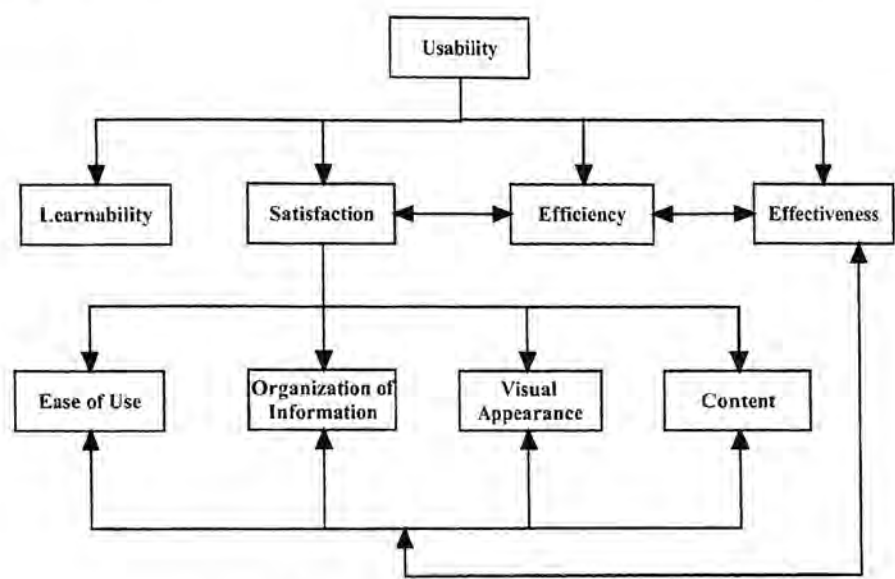 Usability
Learnability
Satisfaction
Efficiency
Effectiveness
Ease of Use
Organization of
Information
Visual
Appearance
Content